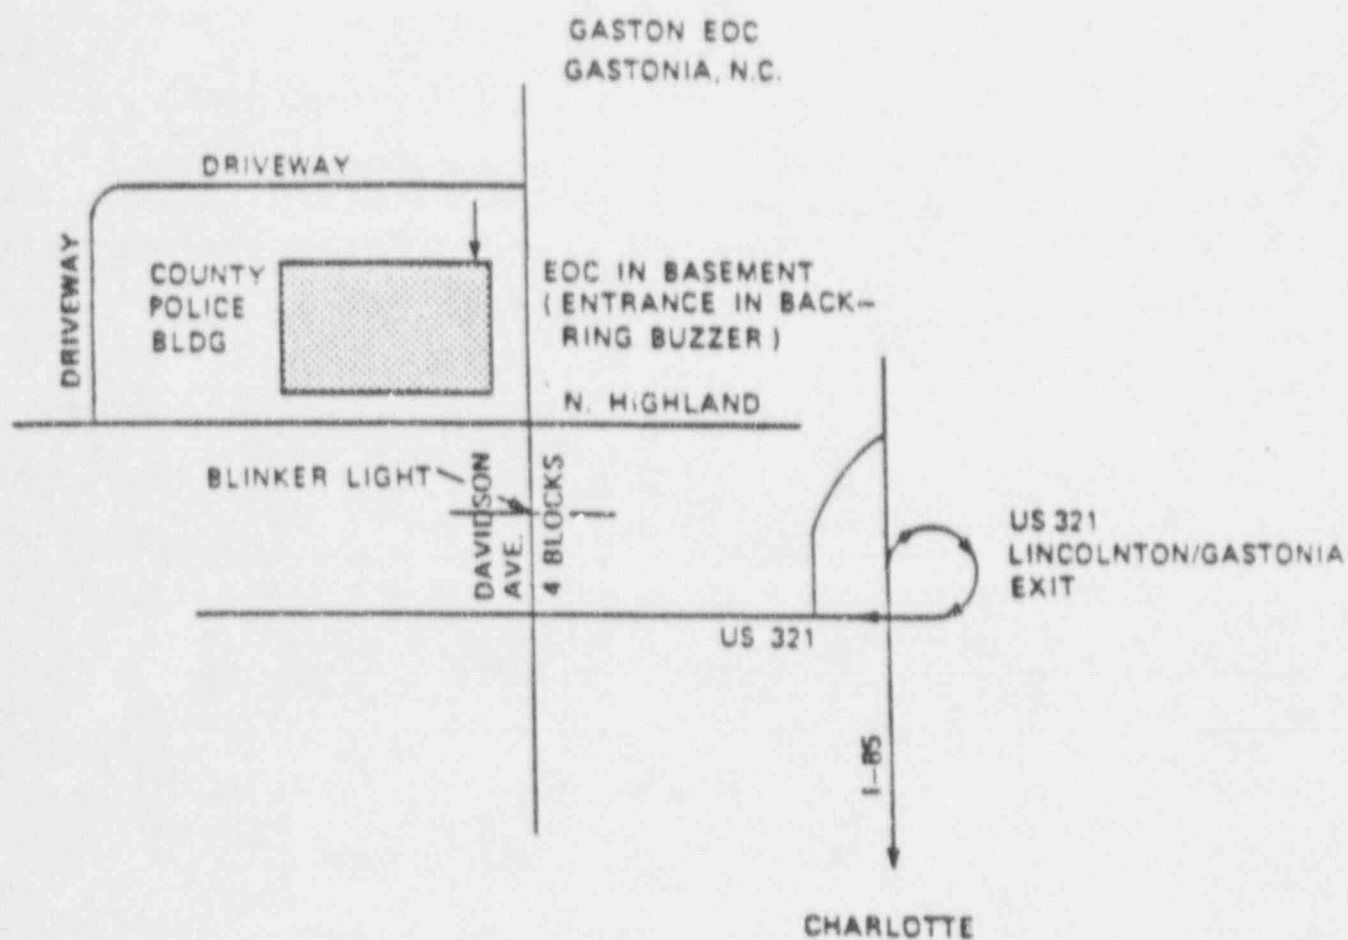 GASTON EOC
GASTONIA, N.C.
DRIVEWAY
DRIVEWAY
COUNTY
POLICE
BLDG
EOC IN BASEMENT
(ENTRANCE IN BACK-
RING BUZZER)
N. HIGHLAND
BLINKER LIGHT
DAVIDSON
AVE.
4 BLOCKS
US 321
LINCOLNTON/GASTONIA
EXIT
US 321
I-85
CHARLOTTE